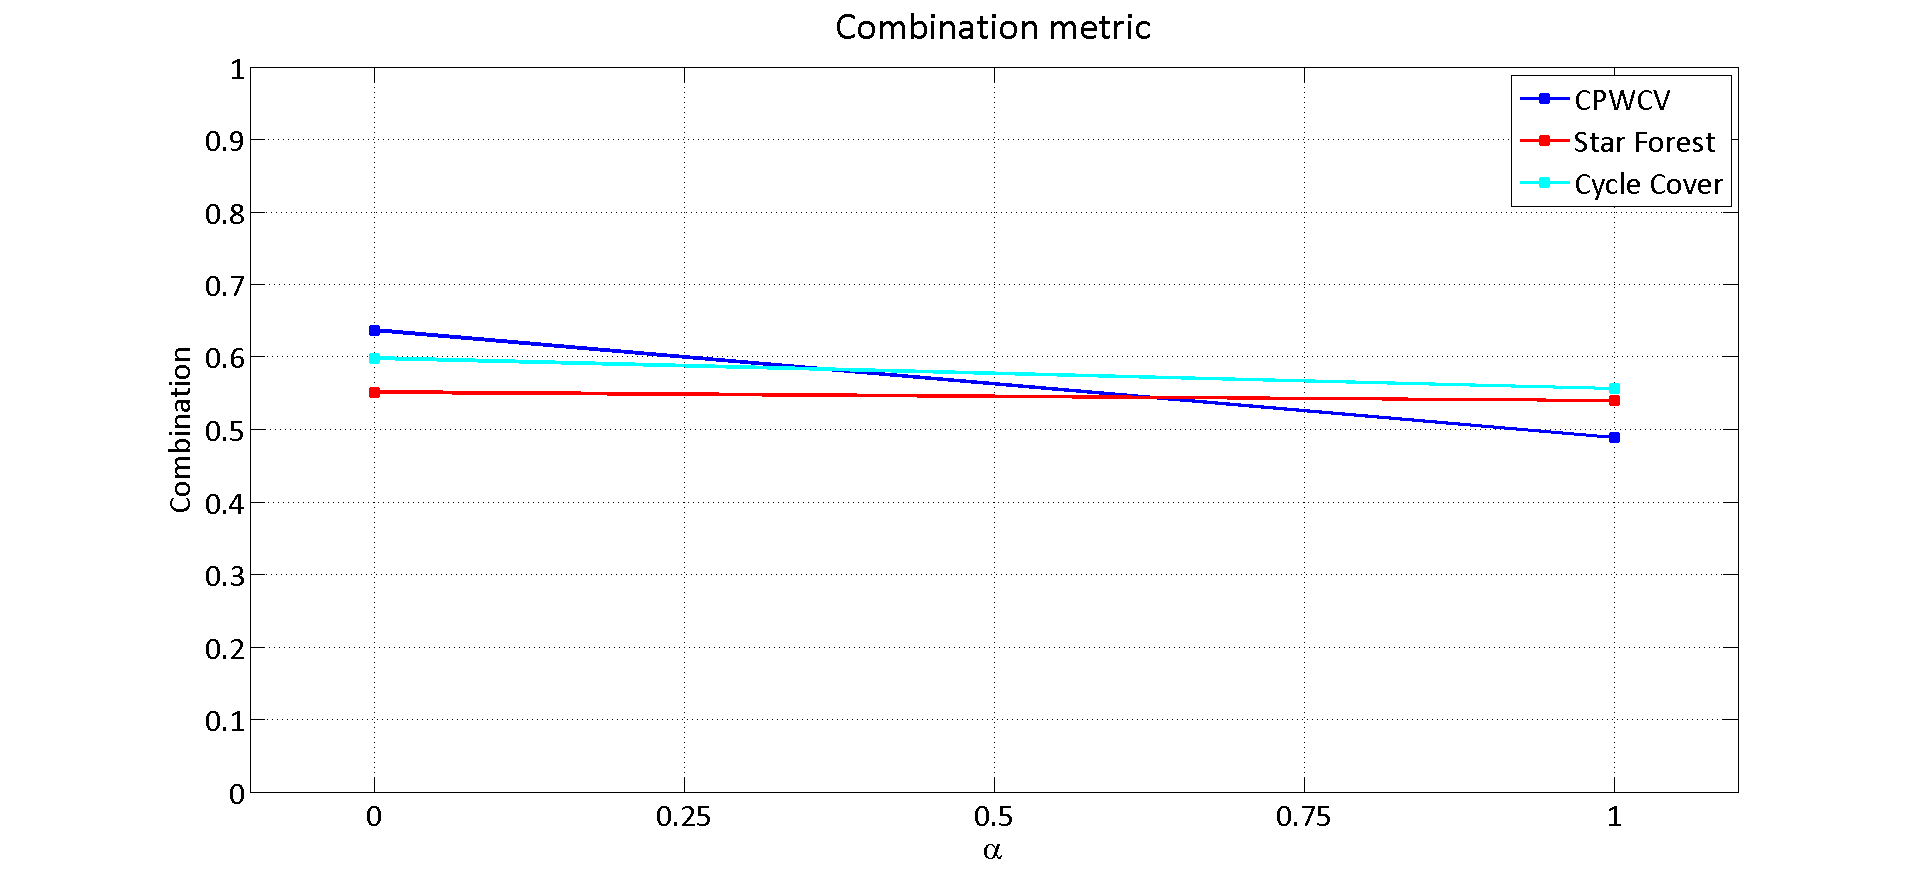 Combination metric
1
0.9
0.8
0.7
0.6
0.5
0.4
0.3
0.2
0.1
0
Combination
CPWCV
Star Forest
Cycle Cover
0 0.25 0.5 0.75 1
α